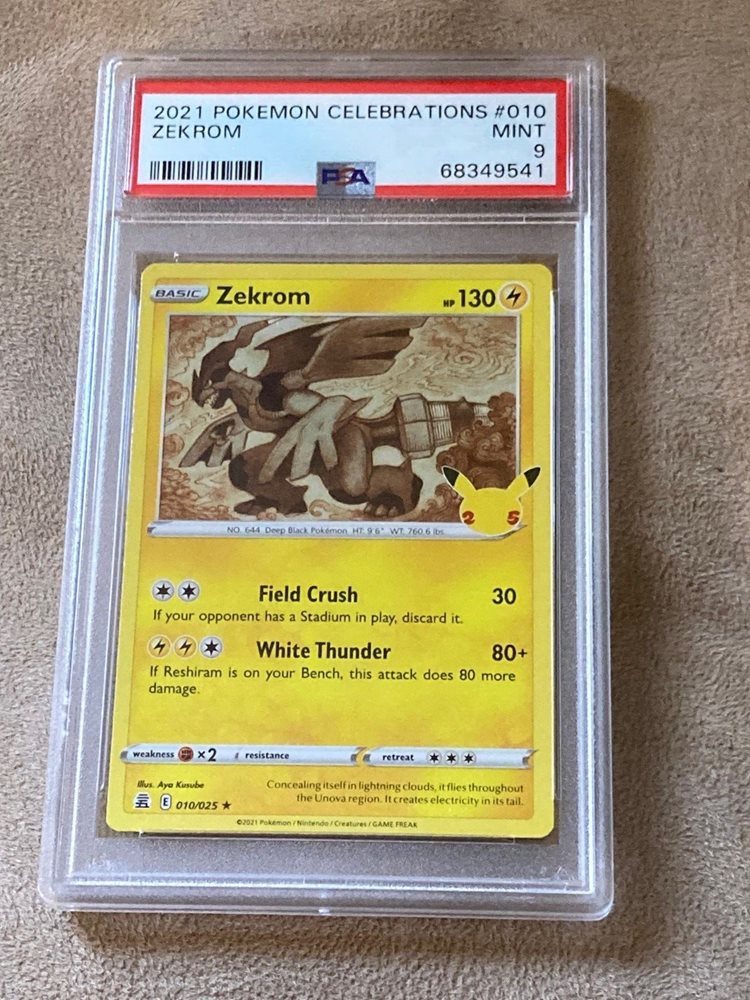 2021 POKEMON CELEBRATIONS #010
ZEKROM MINT
9
PSA 68349541
BASIC Zekrom HP 130
NO. 644 Deep Black Pokémon HT: 9'6" WT: 760.6 lbs.
25
Field Crush 30
If your opponent has a Stadium in play, discard it.
White Thunder 80+
If Reshiram is on your Bench, this attack does 80 more
damage.
weakness ×2 resistance retreat
Illus. Aya Kusube
Concealing itself in lightning clouds, it flies throughout
the Unova region. It creates electricity in its tail.
E 010/025 ★
©2021 Pokémon / Nintendo / Creatures / GAME FREAK